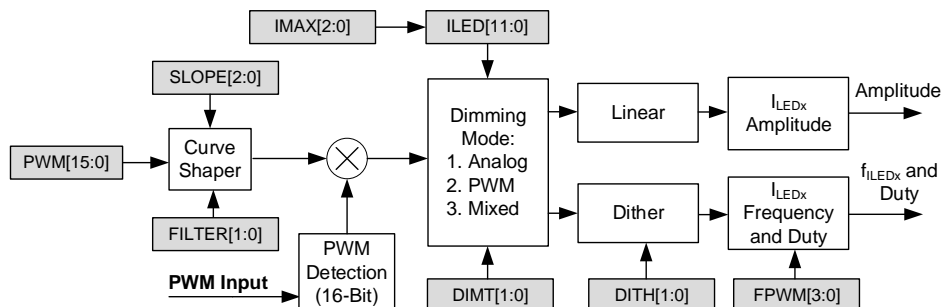 IMAX[2:0]
ILED[11:0]
SLOPE[2:0]
PWM[15:0]
Curve
Shaper
FILTER[1:0]
PWM Input
PWM
Detection
(16-Bit)
Dimming
Mode:
1. Analog
2. PWM
3. Mixed
DIMT[1:0]
Linear
Dither
DITH[1:0]
ILEDx
Amplitude
Amplitude
ILEDx
Frequency
and Duty
fILEDx and
Duty
FPWM[3:0]